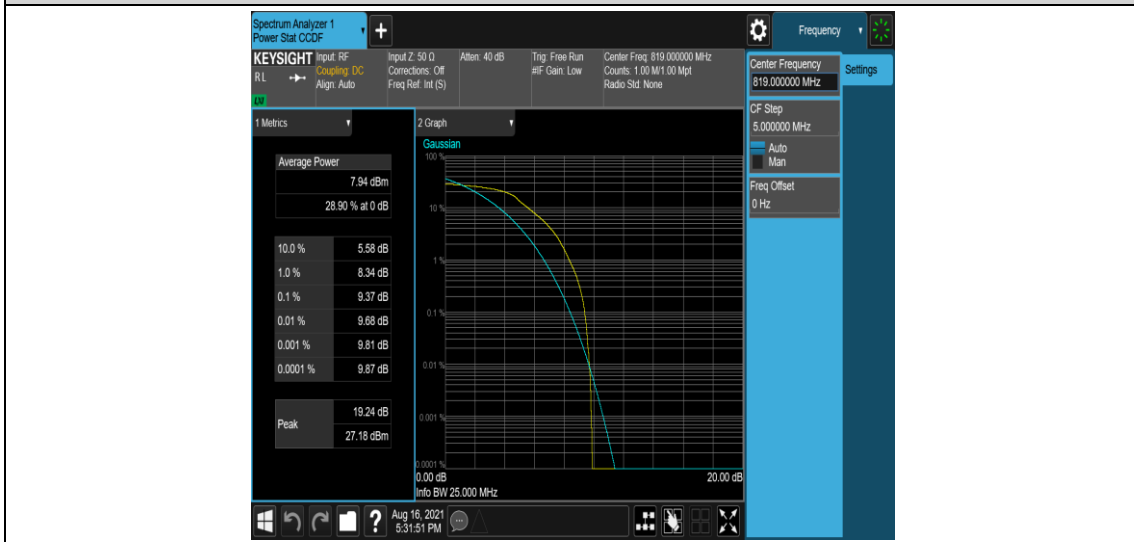 Spectrum Analyzer 1
Power Stat CCDF
Frequency
KEYSIGHT
RL
LXI
Input: RF
Coupling: DC
Align: Auto
Input Z: 50 Ω
Corrections: Off
Freq Ref: Int (S)
Atten: 40 dB
Trig: Free Run
#IF Gain: Low
Center Freq: 819.000000 MHz
Counts: 1.00 M/1.00 Mpt
Radio Std: None
Center Frequency
819.000000 MHz
Settings
CF Step
5.000000 MHz
Auto
Man
Freq Offset
0 Hz
1 Metrics
Average Power
7.94 dBm
28.90 % at 0 dB
10.0 % 5.58 dB
1.0 % 8.34 dB
0.1 % 9.37 dB
0.01 % 9.68 dB
0.001 % 9.81 dB
0.0001 % 9.87 dB
Peak
19.24 dB
27.18 dBm
2 Graph
Gaussian
100 %
10 %
1 %
0.1 %
0.01 %
0.001 %
0.0001 %
0.00 dB 20.00 dB
Info BW 25.000 MHz
?
Aug 16, 2021
5:31:51 PM